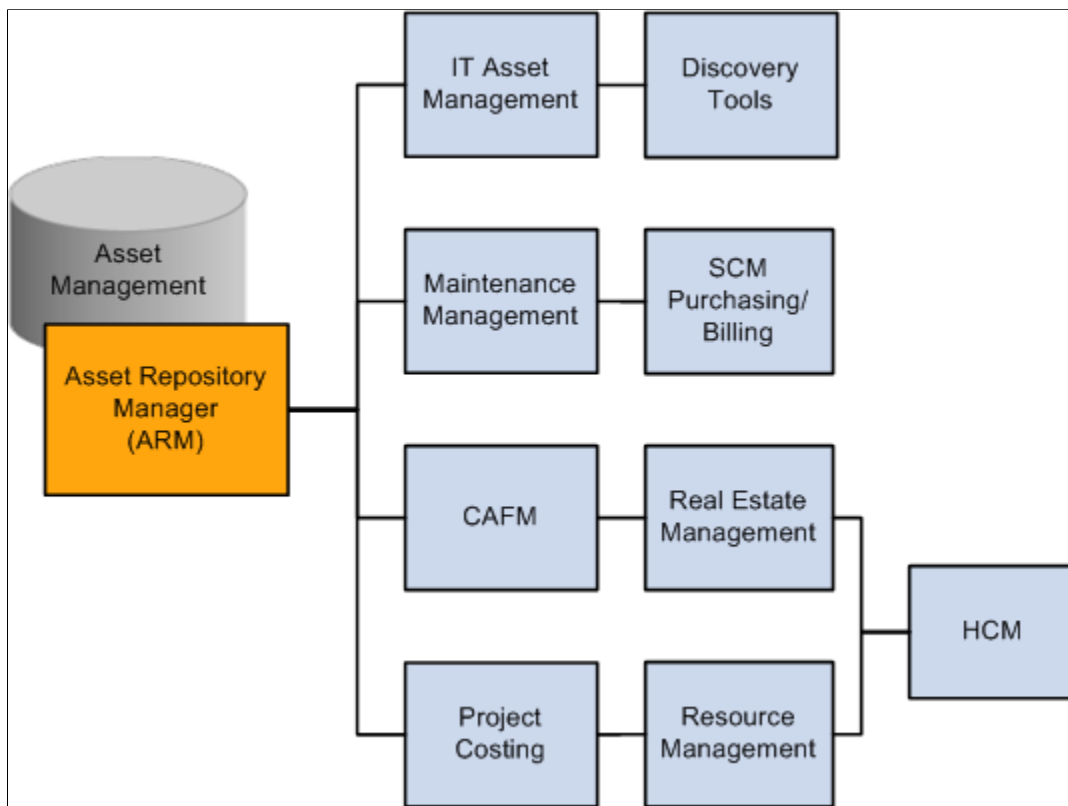 IT Asset
Management
Discovery
Tools
Asset
Management
Maintenance
Management
SCM
Purchasing/
Billing
Asset Repository
Manager
(ARM)
CAFM
Real Estate
Management
HCM
Project
Costing
Resource
Management